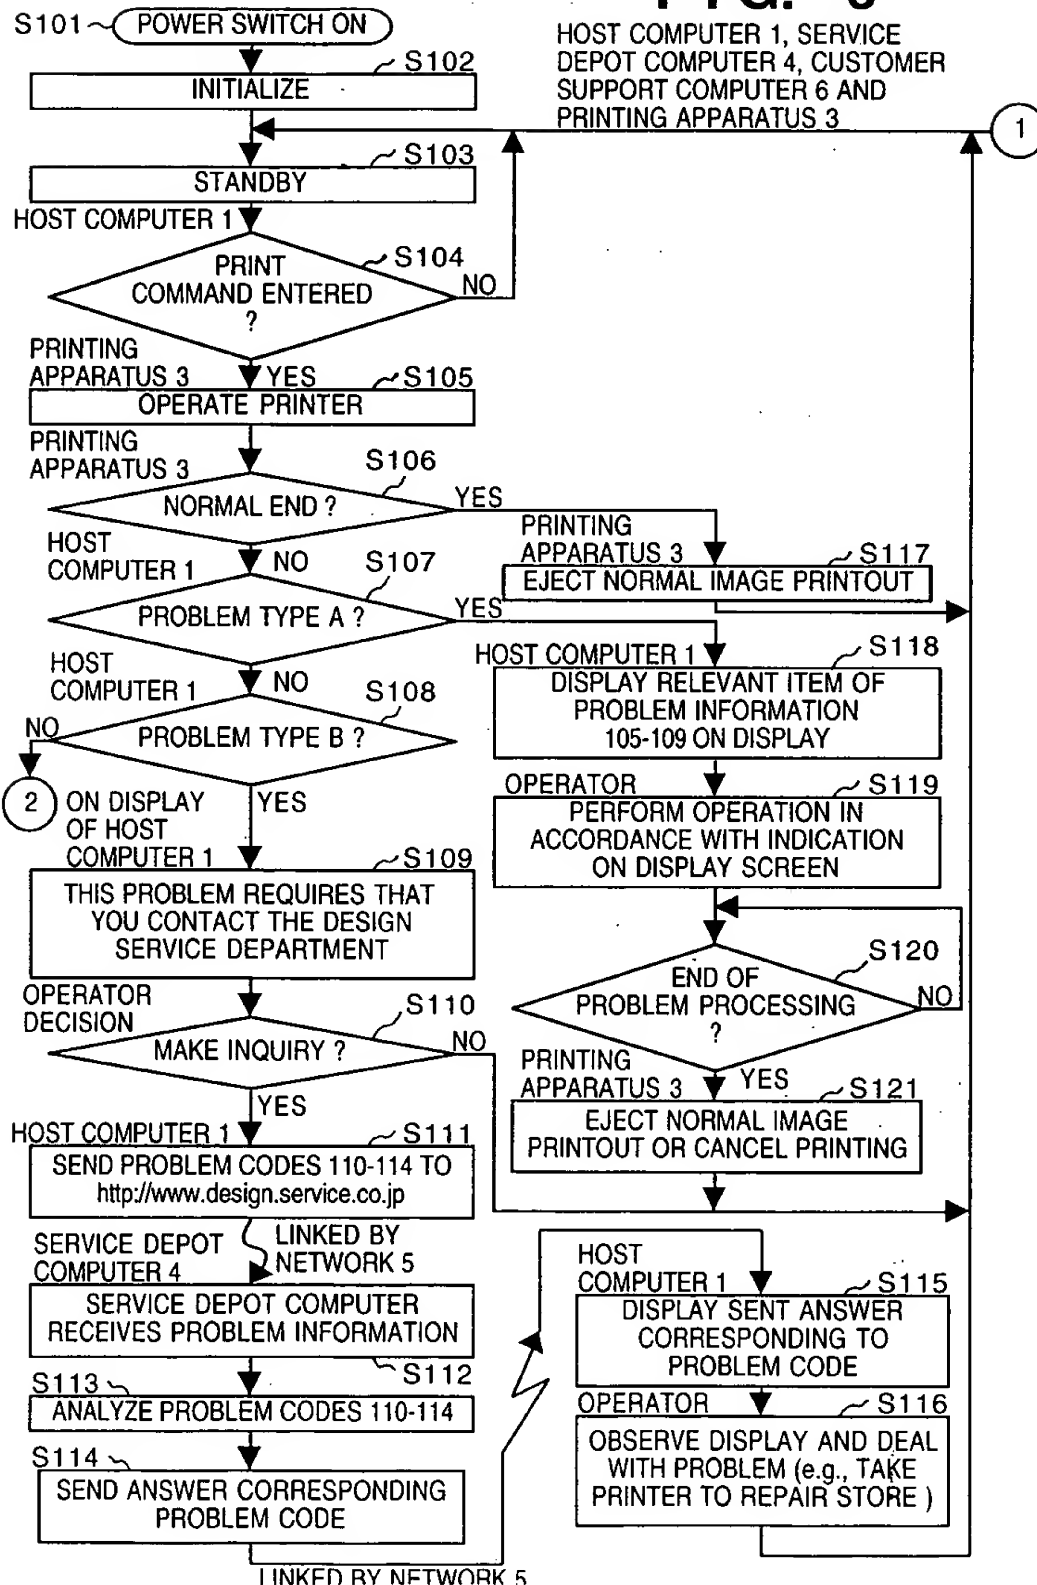 FIG.
HOST COMPUTER 1, SERVICE
DEPOT COMPUTER 4, CUSTOMER
SUPPORT COMPUTER 6 AND
PRINTING APPARATUS 3
1
S101
POWER SWITCH ON
S102
INITIALIZE
S103
STANDBY
HOST COMPUTER 1
S104
PRINT
COMMAND ENTERED
?
NO
PRINTING
APPARATUS 3
YES
S105
OPERATE PRINTER
PRINTING
APPARATUS 3
S106
NORMAL END ?
YES
HOST
COMPUTER 1
NO
S107
PROBLEM TYPE A ?
YES
HOST
COMPUTER 1
NO
S108
PROBLEM TYPE B ?
NO
2
YES
ON DISPLAY
OF HOST
COMPUTER 1
S109
THIS PROBLEM REQUIRES THAT
YOU CONTACT THE DESIGN
SERVICE DEPARTMENT
OPERATOR
DECISION
S110
MAKE INQUIRY ?
NO
YES
HOST COMPUTER 1
S111
SEND PROBLEM CODES 110-114 TO
http://www.design.service.co.jp
LINKED BY
NETWORK 5
SERVICE DEPOT
COMPUTER 4
SERVICE DEPOT COMPUTER
RECEIVES PROBLEM INFORMATION
S112
S113
ANALYZE PROBLEM CODES 110-114
S114
SEND ANSWER CORRESPONDING
PROBLEM CODE
LINKED BY NETWORK 5
PRINTING
APPARATUS 3
S117
EJECT NORMAL IMAGE PRINTOUT
HOST COMPUTER 1
S118
DISPLAY RELEVANT ITEM OF
PROBLEM INFORMATION
105-109 ON DISPLAY
OPERATOR
S119
PERFORM OPERATION IN
ACCORDANCE WITH INDICATION
ON DISPLAY SCREEN
S120
END OF
PROBLEM PROCESSING
?
NO
PRINTING
APPARATUS 3
YES
S121
EJECT NORMAL IMAGE
PRINTOUT OR CANCEL PRINTING
HOST
COMPUTER 1
S115
DISPLAY SENT ANSWER
CORRESPONDING TO
PROBLEM CODE
OPERATOR
S116
OBSERVE DISPLAY AND DEAL
WITH PROBLEM (e.g., TAKE
PRINTER TO REPAIR STORE )